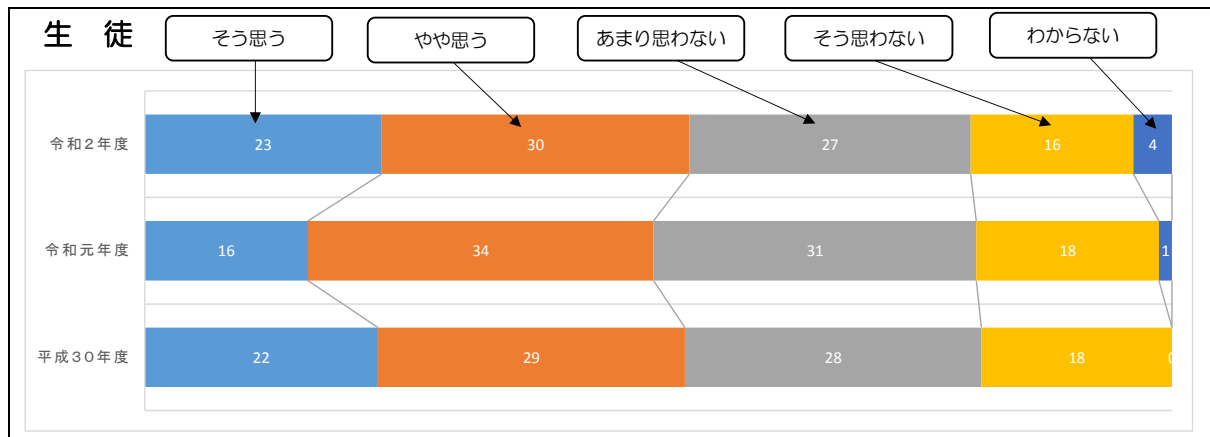 生 徒
そう思う
やや思う
あまり思わない
そう思わない
わからない
令和２年度
23
30
27
16
4
令和元年度
16
34
31
18
1
平成３０年度
22
29
28
18
0